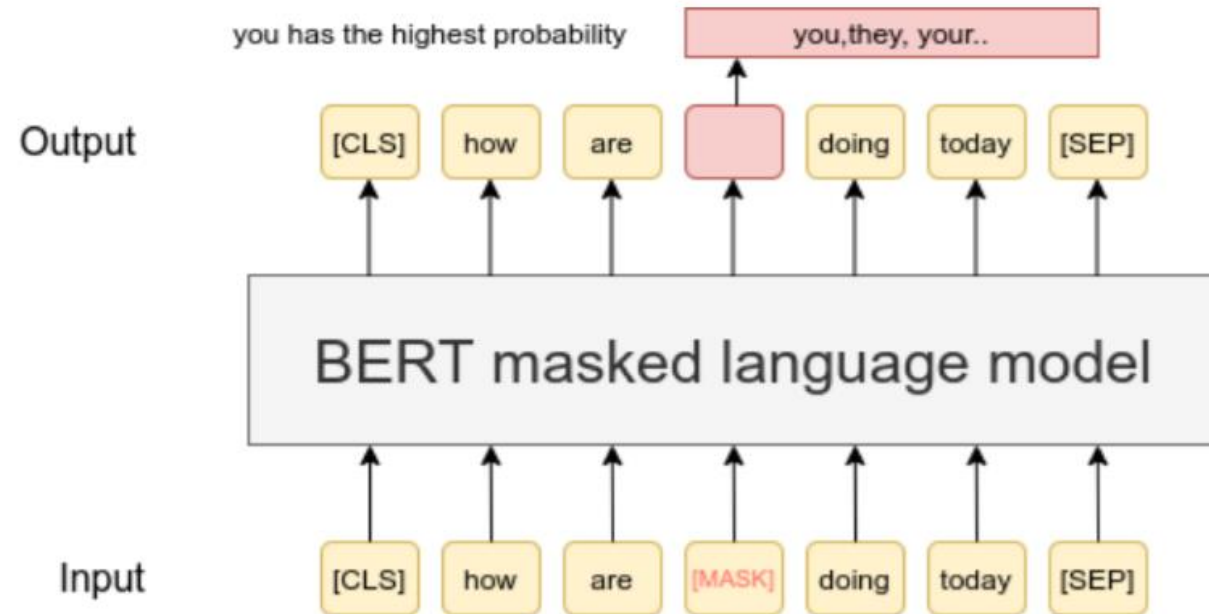 you has the highest probability you,they, your..
Output [CLS] how are doing today [SEP]
BERT masked language model
Input [CLS] how are [MASK] doing today [SEP]